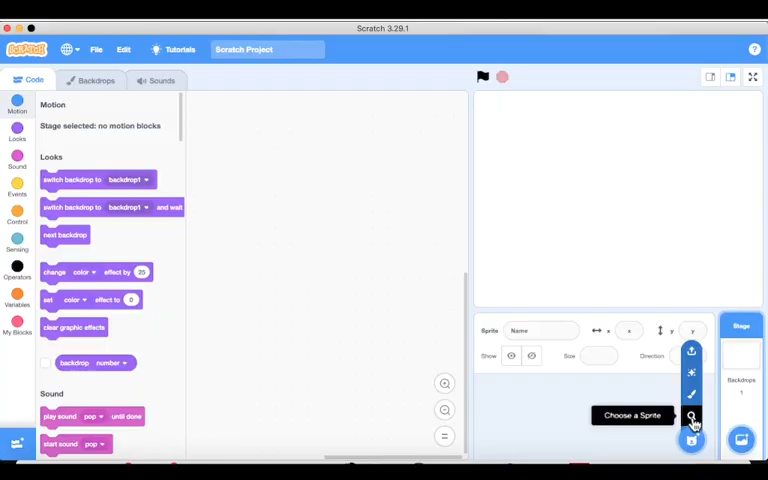 Scratch 3.29.1
SCRATCH File Edit Tutorials Scratch Project ?
Code Backdrops Sounds
Motion
Looks
Sound
Events
Control
Sensing
Operators
Variables
My Blocks
Motion
Stage selected: no motion blocks
Looks
switch backdrop to backdrop1
switch backdrop to backdrop1 and wait
next backdrop
change color effect by 25
set color effect to 0
clear graphic effects
backdrop number
Sound
play sound pop until done
start sound pop
Sprite Name x x y y
Show Size Direction
Choose a Sprite
Stage
Backdrops
1